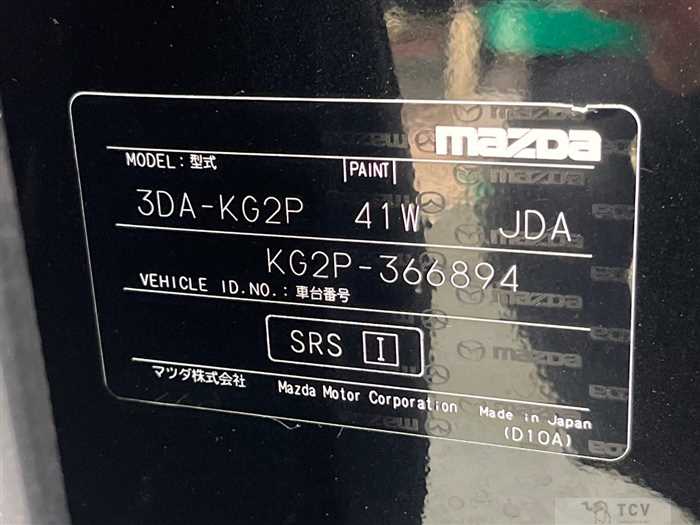 mazda
MODEL:型式 PAINT
3DA-KG2P 41W JDA
KG2P-366894
VEHICLE ID.NO.:車台番号
SRS I
マツダ株式会社 Mazda Motor Corporation Made in Japan
(D10A)
mazda
TCV